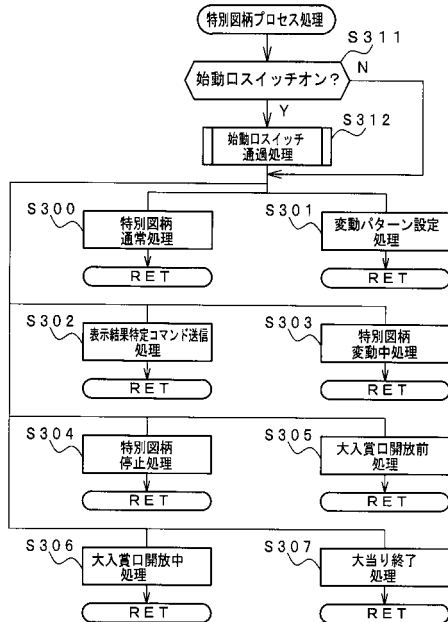 特別図柄プロセス処理
S311
始動口スイッチオン？
N
Y
S312
始動口スイッチ
通過処理
S300
特別図柄
通常処理
RET
S301
変動パターン設定
処理
RET
S302
表示結果特定コマンド送信
処理
RET
S303
特別図柄
変動中処理
RET
S304
特別図柄
停止処理
RET
S305
大入賞口開放前
処理
RET
S306
大入賞口開放中
処理
RET
S307
大当り終了
処理
RET